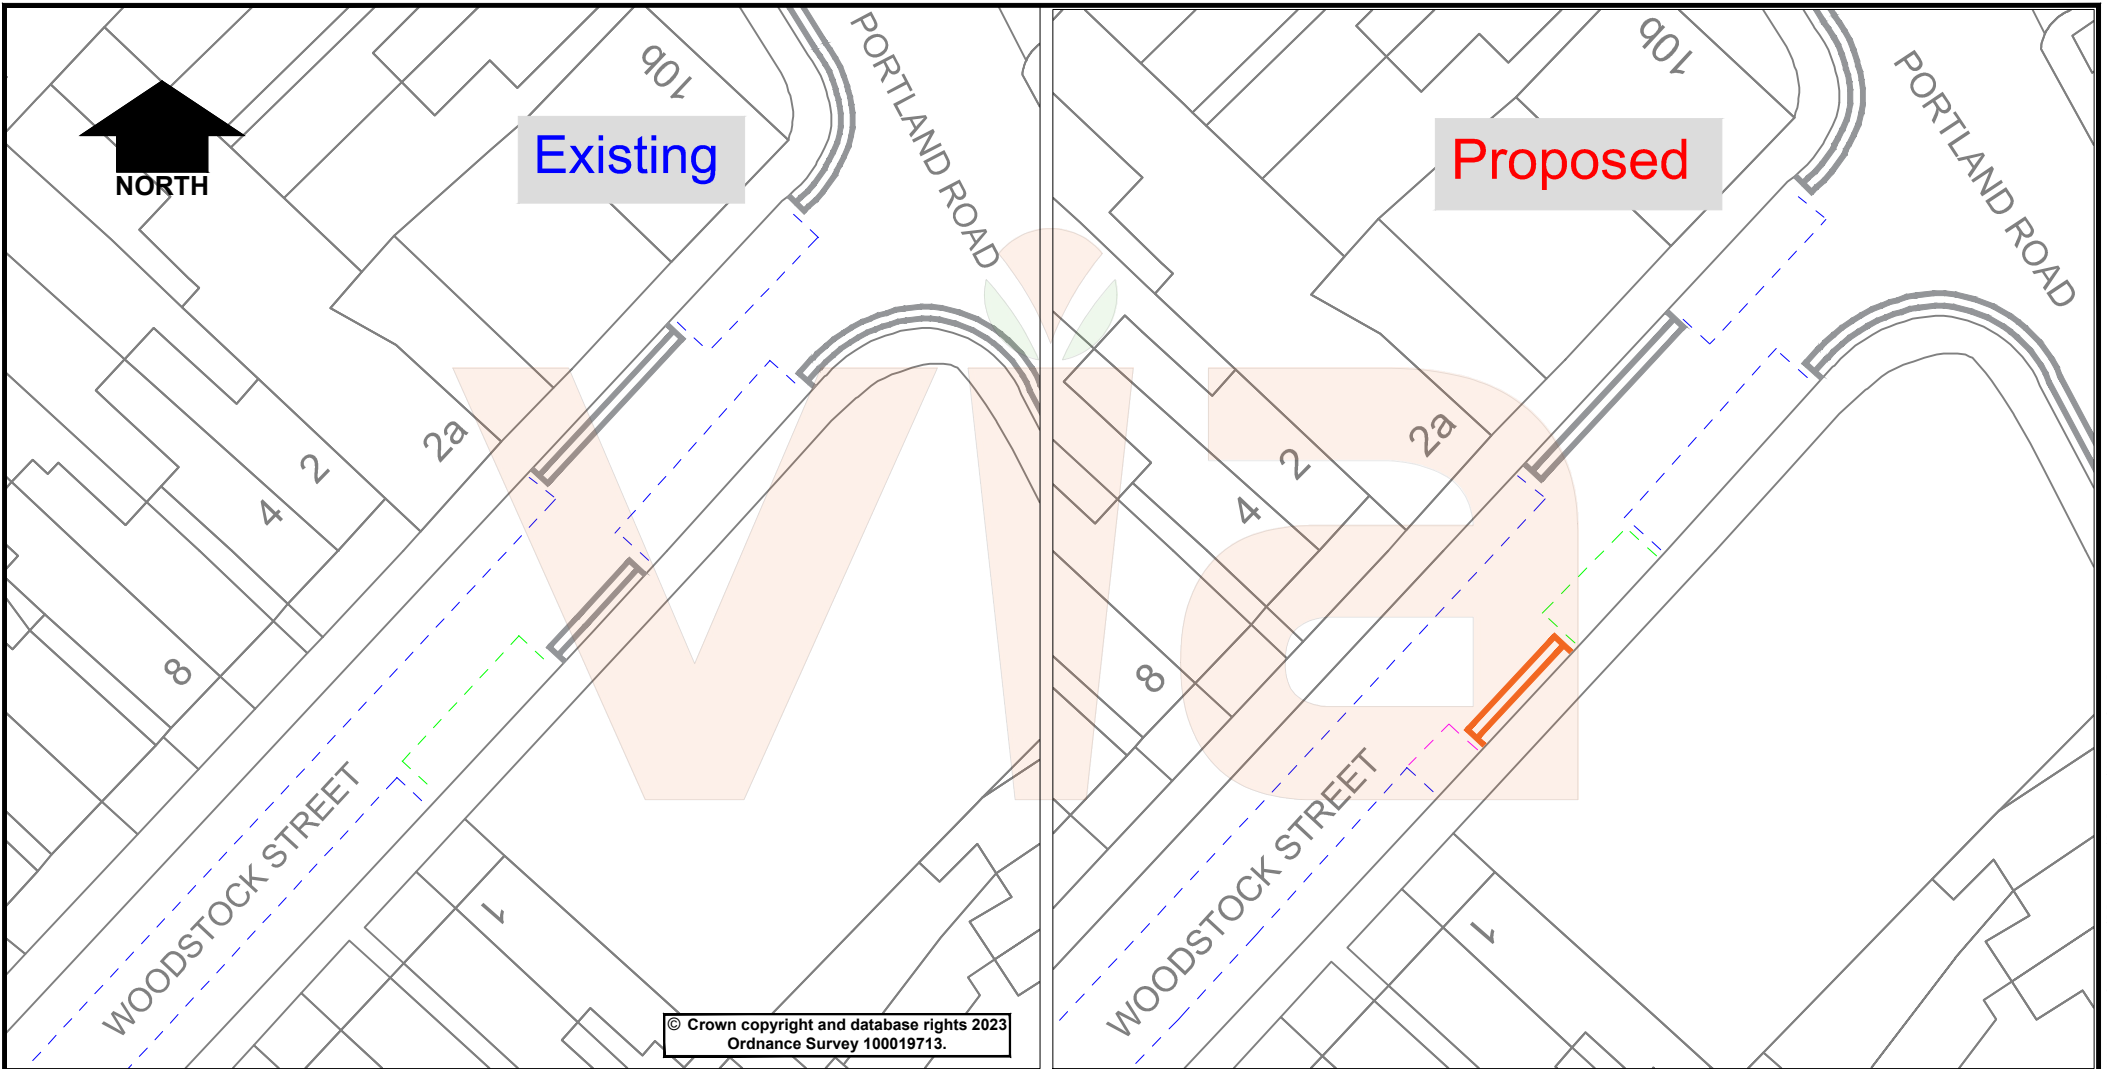 NORTH
Existing
10b
PORTLAND ROAD
2a
2
4
8
WOODSTOCK STREET
1
© Crown copyright and database rights 2023
Ordnance Survey 100019713.
Proposed
10b
PORTLAND ROAD
2a
2
4
8
WOODSTOCK STREET
1
via